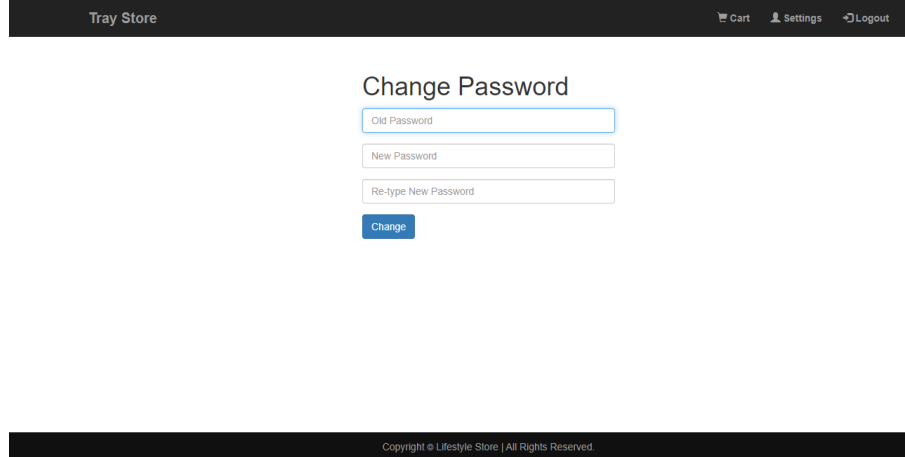 Tray Store
Cart Settings Logout
Change Password
Old Password
New Password
Re-type New Password
Change
Copyright © Lifestyle Store | All Rights Reserved.